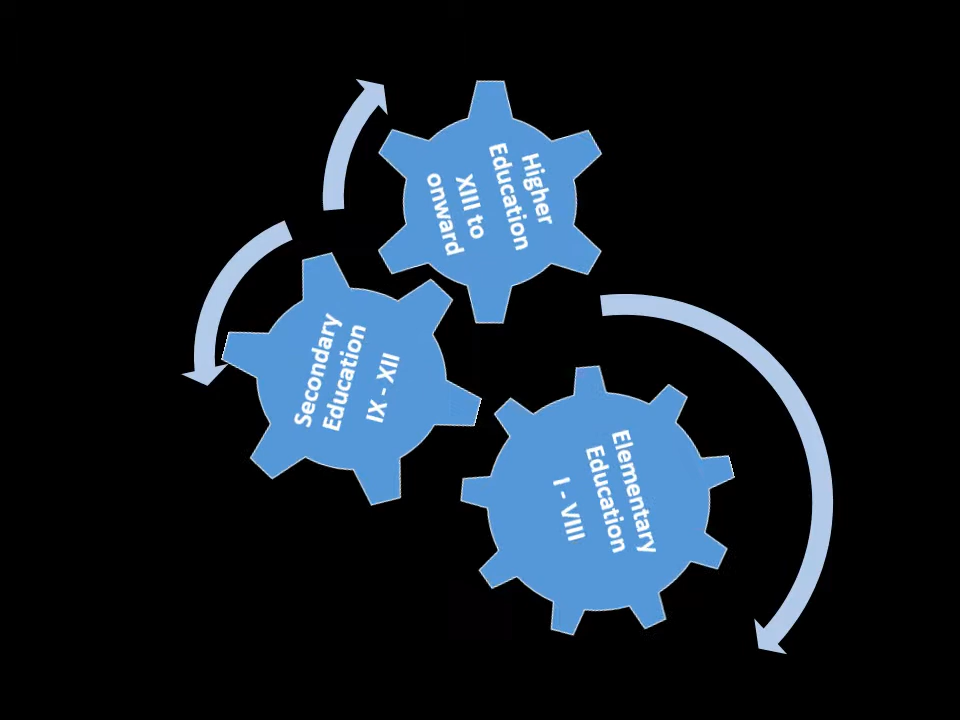 Higher
Education
XIII to
onward
Secondary
Education
IX - XII
Elementary
Education
I - VIII